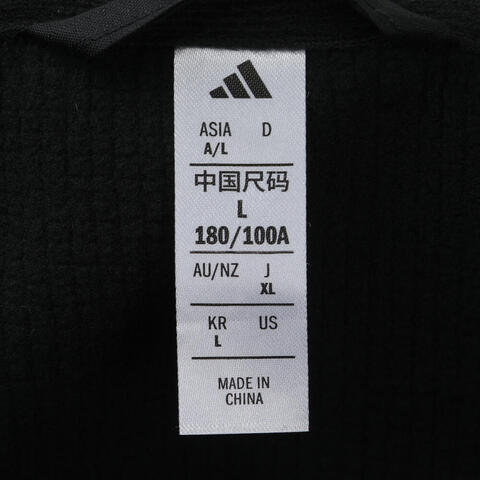 ASIA D
A/L
中国尺码
L
180/100A
AU/NZ J
XL
KR US
L
MADE IN
CHINA